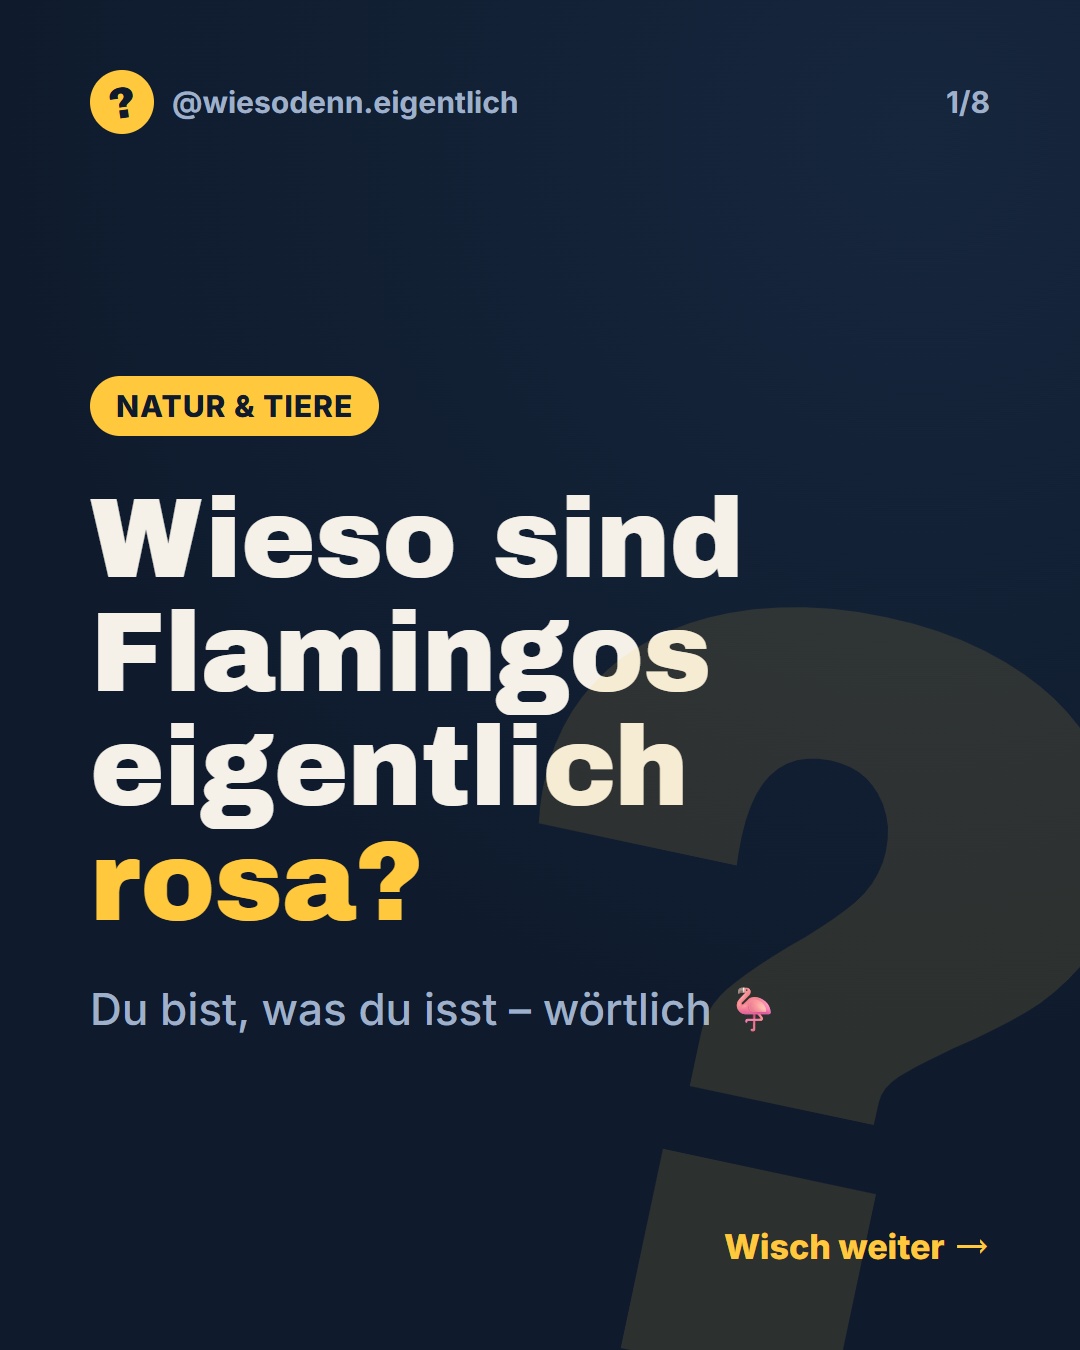 ?
@wiesodenn.eigentlich
1/8
NATUR & TIERE
Wieso sind
Flamingos
eigentlich
rosa?
Du bist, was du isst – wörtlich 🦩
Wisch weiter →
?